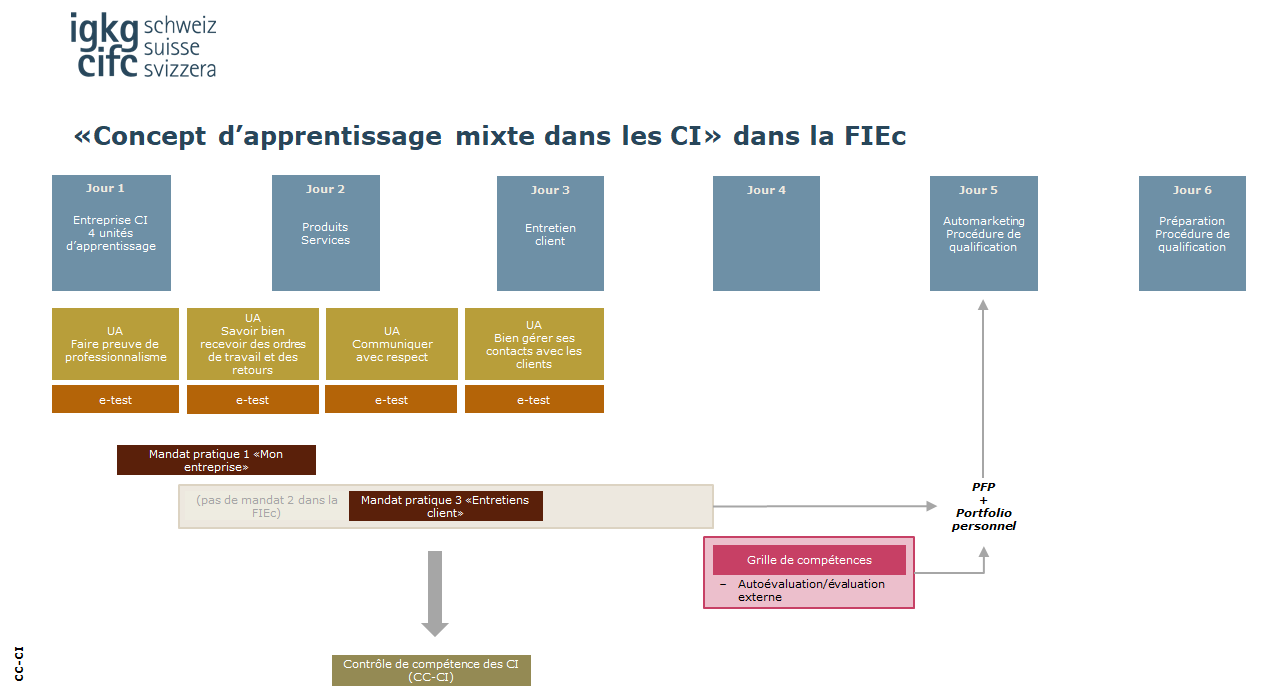 igkg schweiz
cifc suisse
svizzera
«Concept d’apprentissage mixte dans les CI» dans la FIEc
Jour 1
Entreprise CI
4 unités
d’apprentissage
Jour 2
Produits
Services
Jour 3
Entretien
client
Jour 4
Jour 5
Automarketing
Procédure de
qualification
Jour 6
Préparation
Procédure de
qualification
UA
Faire preuve de
professionnalisme
UA
Savoir bien
recevoir des ordres
de travail et des
retours
UA
Communiquer
avec respect
UA
Bien gérer ses
contacts avec les
clients
e-test
e-test
e-test
e-test
Mandat pratique 1 «Mon
entreprise»
(pas de mandat 2 dans la
FIEc)
Mandat pratique 3 «Entretiens
client»
PFP
+
Portfolio
personnel
Grille de compétences
– Autoévaluation/évaluation
externe
Contrôle de compétence des CI
(CC-CI)
CC-CI